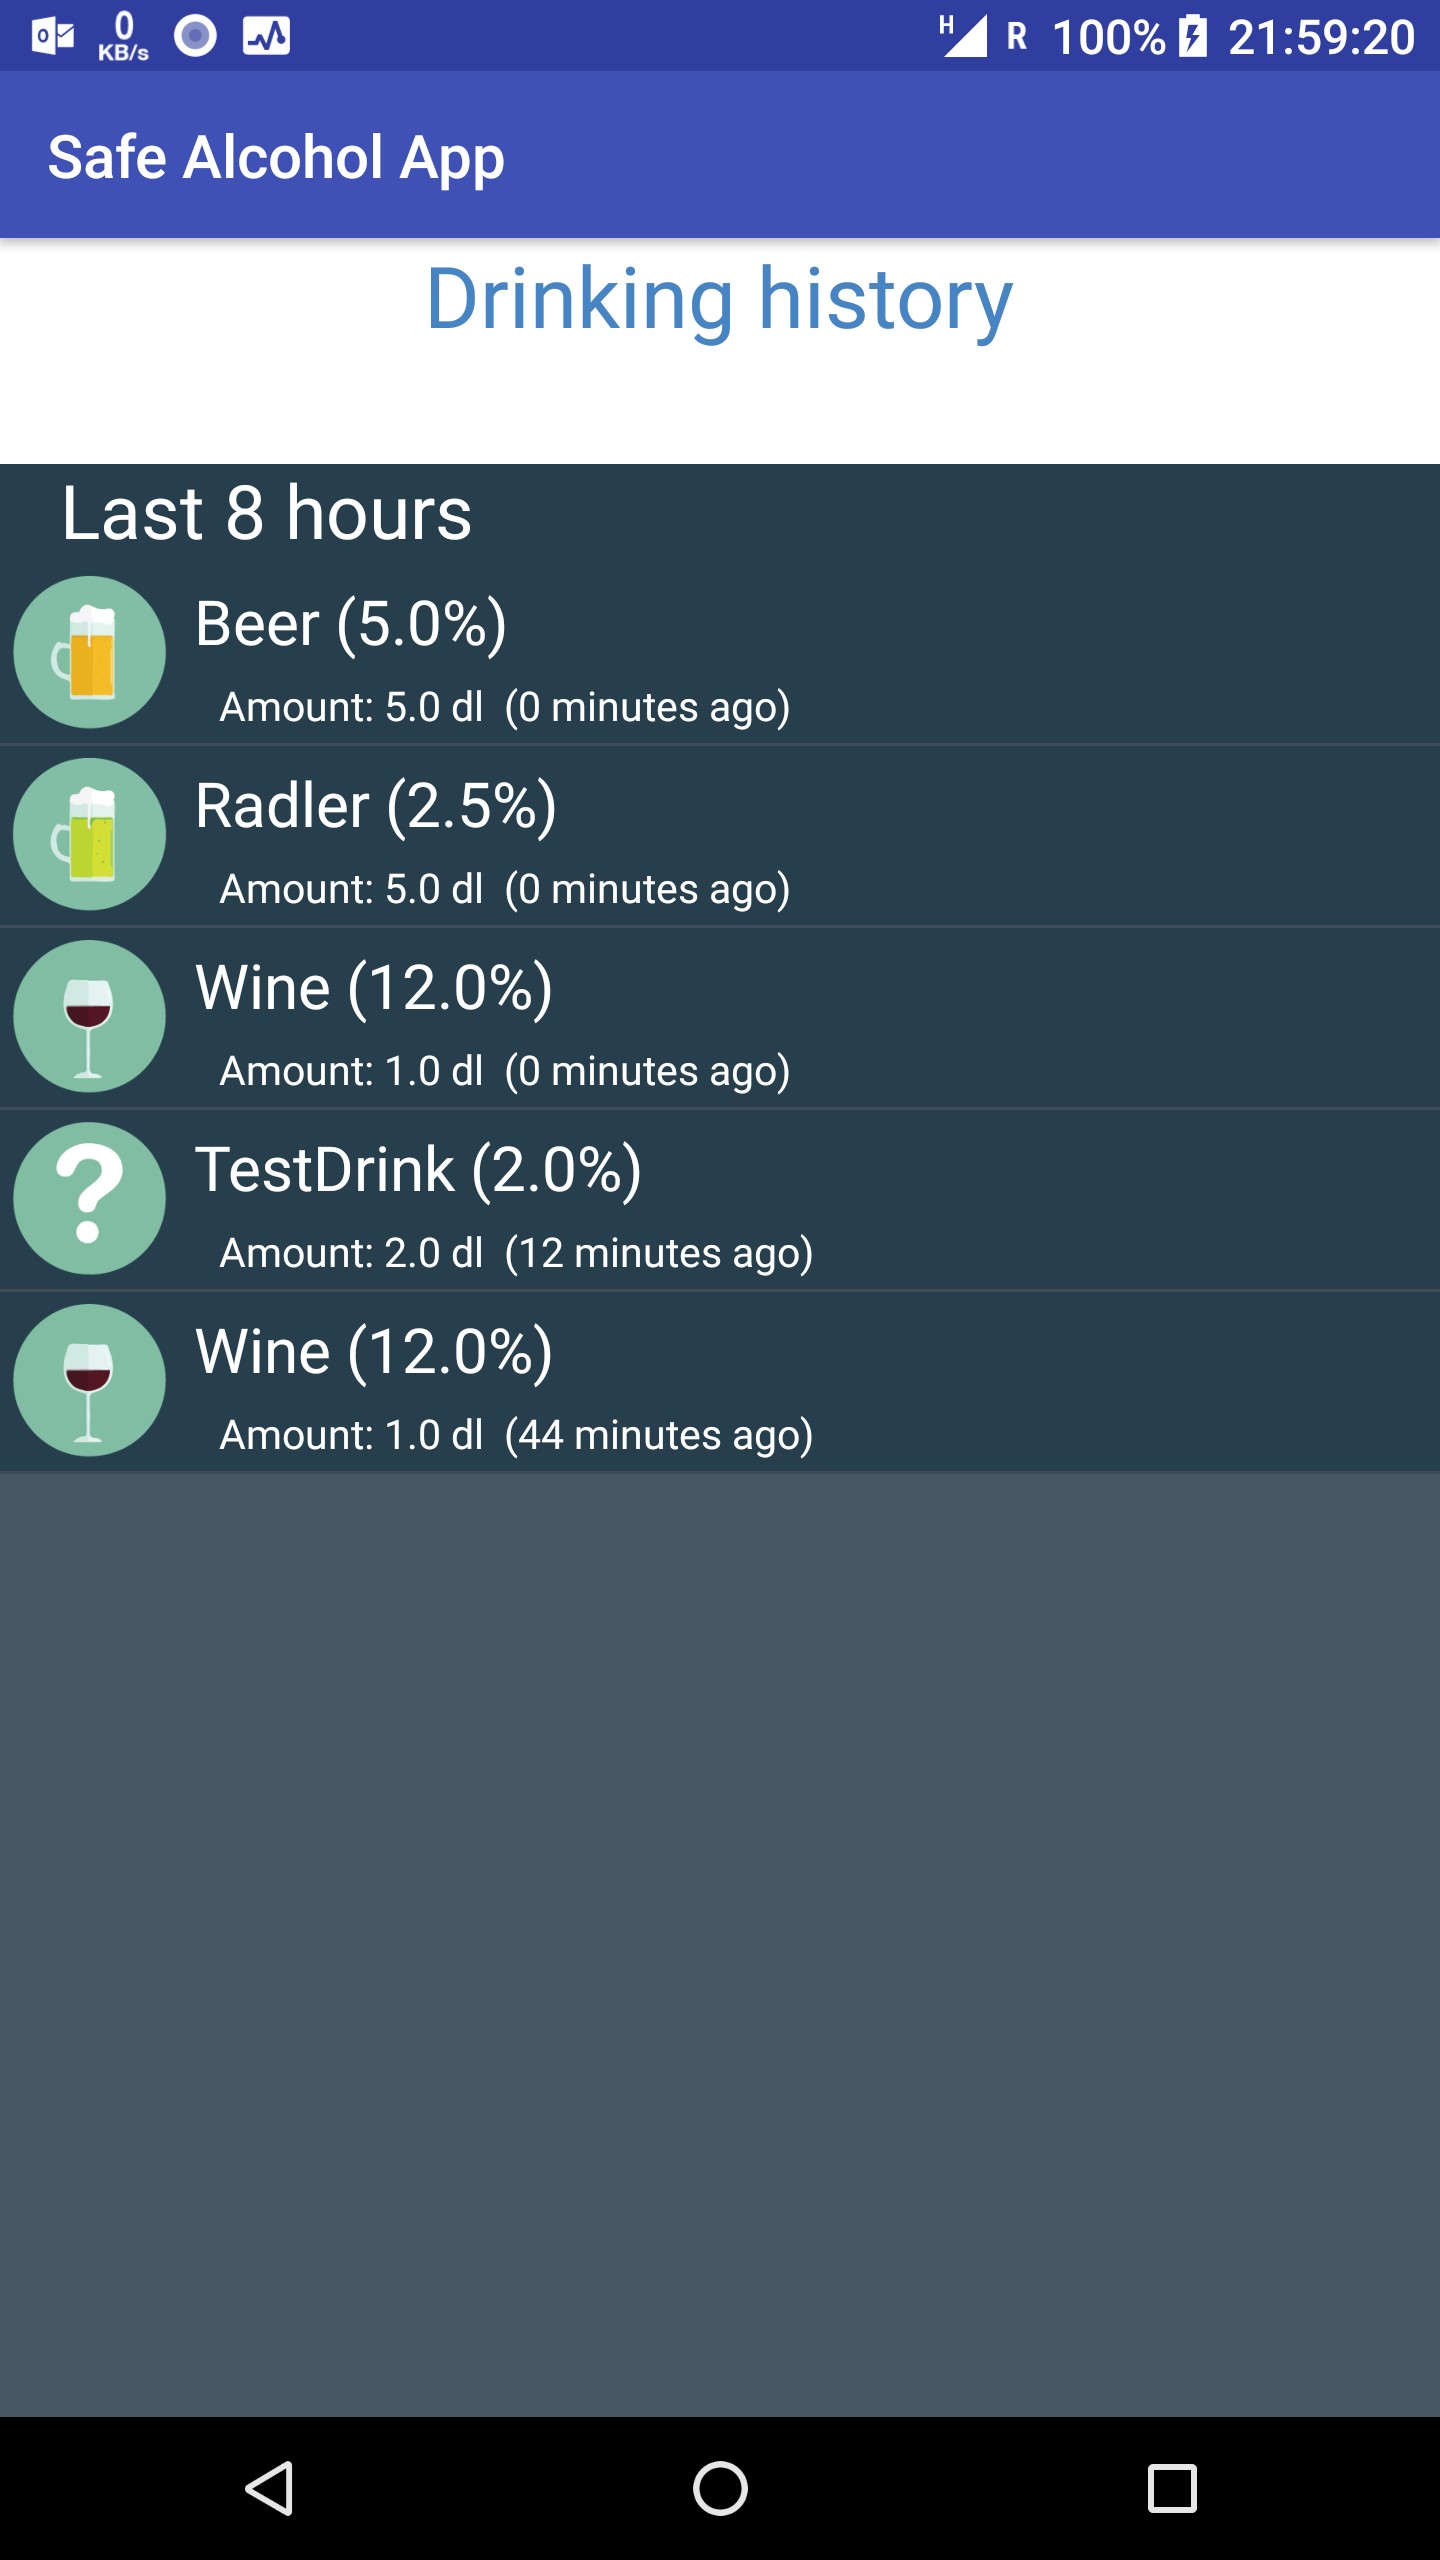 0
KB/s
H R 100% 21:59:20
Safe Alcohol App
Drinking history
Last 8 hours
Beer (5.0%)
Amount: 5.0 dl (0 minutes ago)
Radler (2.5%)
Amount: 5.0 dl (0 minutes ago)
Wine (12.0%)
Amount: 1.0 dl (0 minutes ago)
?
TestDrink (2.0%)
Amount: 2.0 dl (12 minutes ago)
Wine (12.0%)
Amount: 1.0 dl (44 minutes ago)